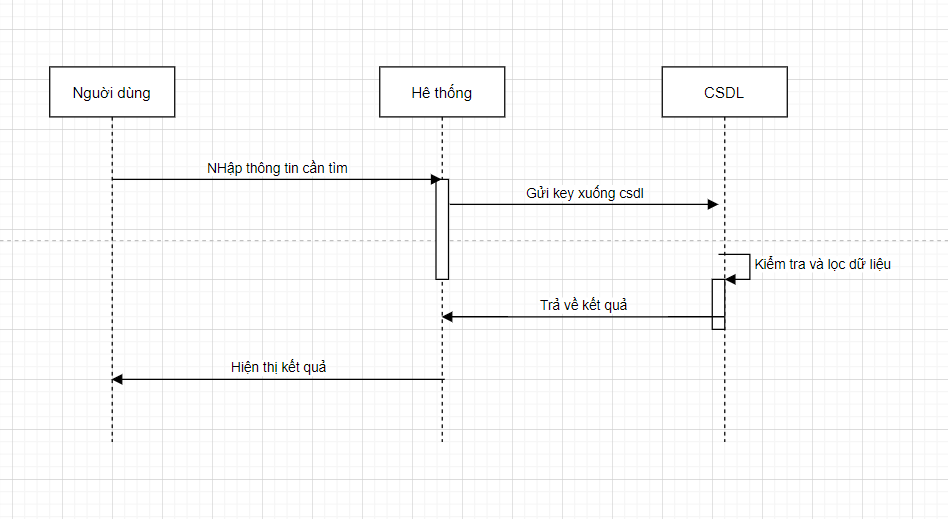 Nguời dùng
Hê thống
CSDL
NHập thông tin cần tìm
Gửi key xuống csdl
Kiểm tra và lọc dữ liệu
Trả về kết quả
Hiện thị kết quả